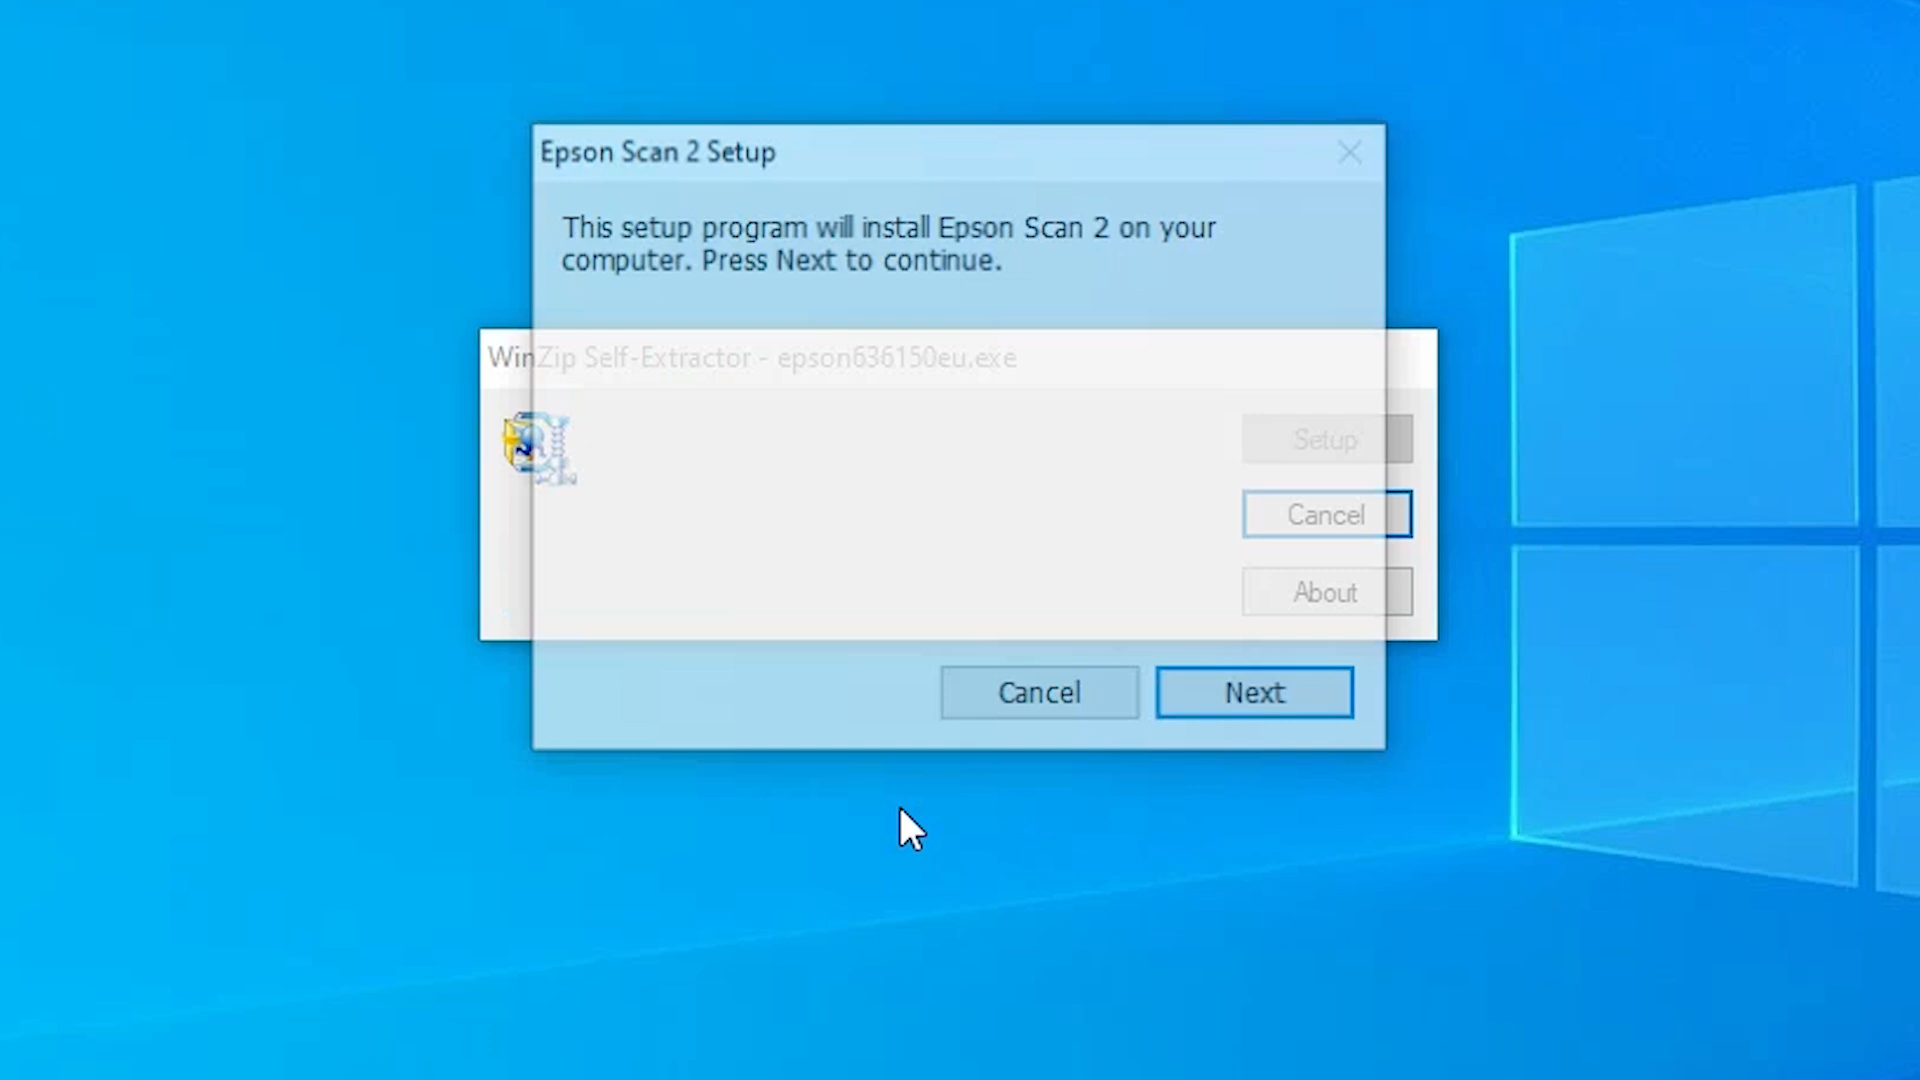 Epson Scan 2 Setup
This setup program will install Epson Scan 2 on your
computer. Press Next to continue.
WinZip Self-Extractor - epson636150eu.exe
Setup
Cancel
About
Cancel
Next